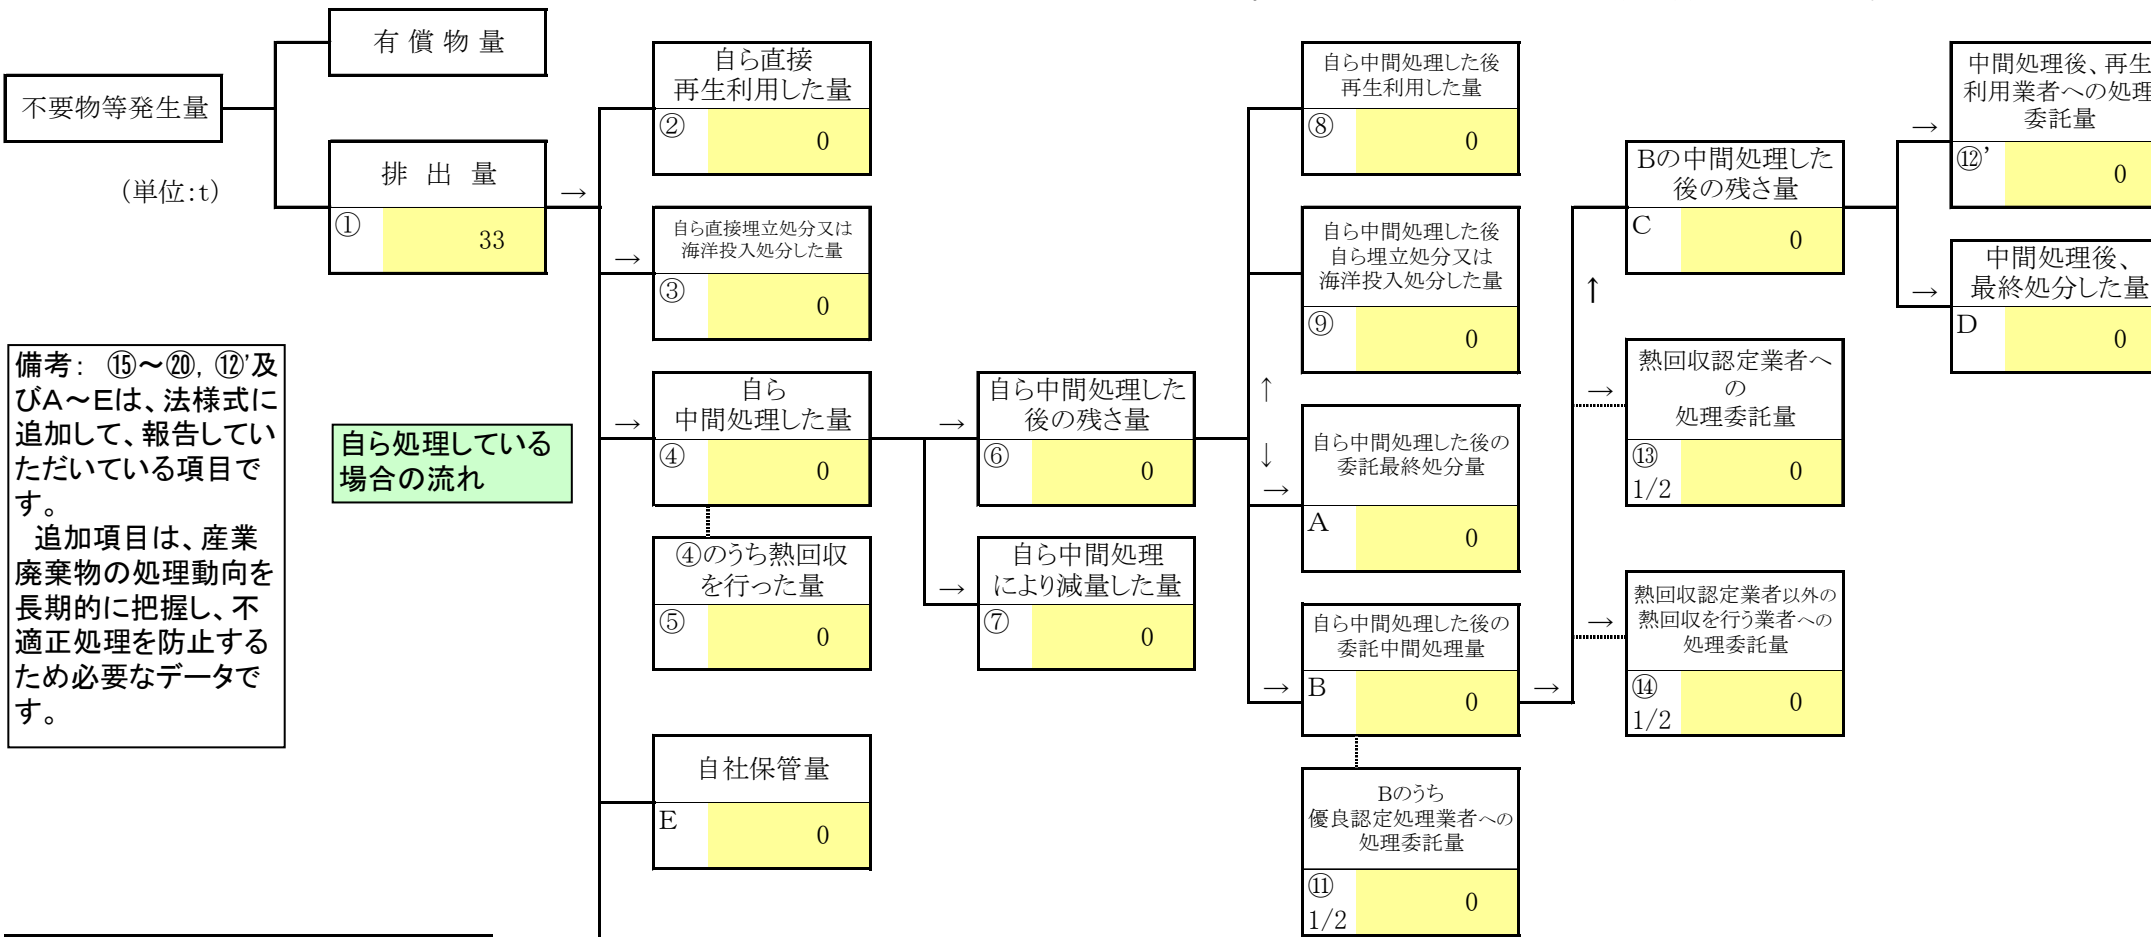 有 償 物 量
不要物等発生量
(単位:t)
排 出 量
①
33
→
備考: ⑮～⑳, ⑫'及
びA～Eは、法様式に
追加して、報告してい
ただいている項目で
す。
追加項目は、産業
廃棄物の処理動向を
長期的に把握し、不
適正処理を防止する
ため必要なデータで
す。
自ら処理している
場合の流れ
自ら直接
再生利用した量
②
0
→
自ら直接埋立処分又は
海洋投入処分した量
③
0
→
自ら
中間処理した量
④
0
④のうち熱回収
を行った量
⑤
0
自社保管量
E
0
→
自ら中間処理した
後の残さ量
⑥
0
→
自ら中間処理
により減量した量
⑦
0
自ら中間処理した後
再生利用した量
⑧
0
自ら中間処理した後
自ら埋立処分又は
海洋投入処分した量
⑨
0
↑
↓
→
自ら中間処理した後の
委託最終処分量
A
0
→
自ら中間処理した後の
委託中間処理量
B
0
Bのうち
優良認定処理業者への
処理委託量
⑪
1/2
0
→
↑
Bの中間処理した
後の残さ量
C
0
→
熱回収認定業者へ
の
処理委託量
⑬
1/2
0
→
熱回収認定業者以外の
熱回収を行う業者への
処理委託量
⑭
1/2
0
→
中間処理後、再生
利用業者への処理
委託量
⑫'
0
→
中間処理後、
最終処分した量
D
0